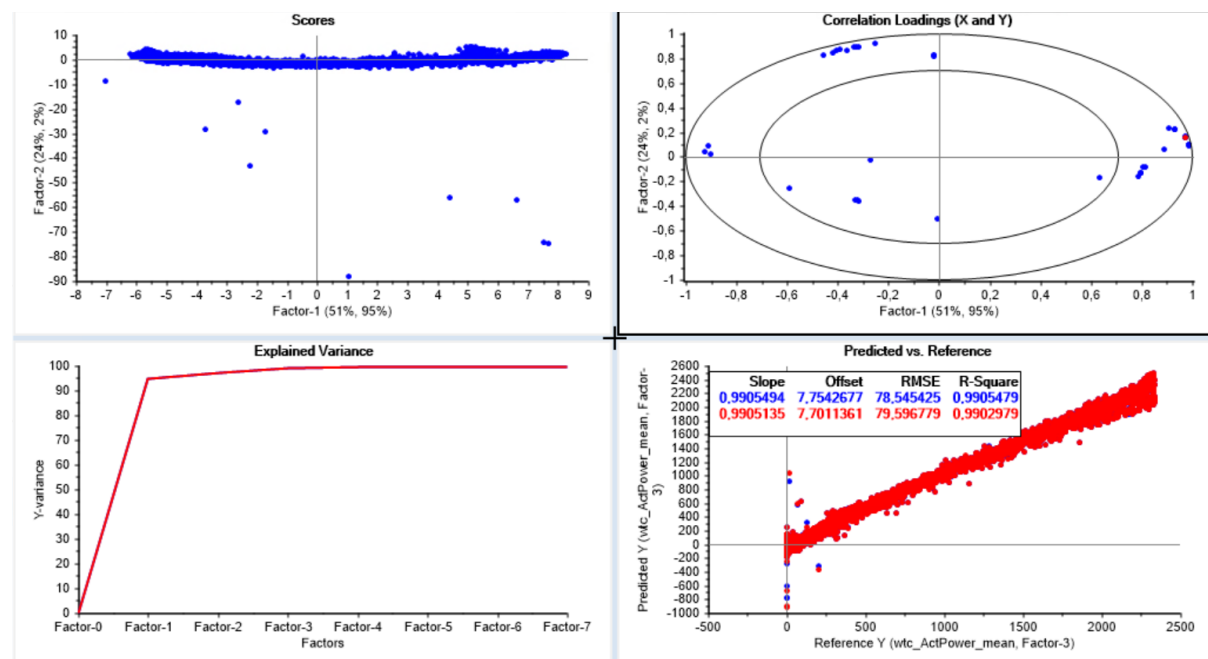 Scores
Factor-2 (24%, 2%)
10
0
-10
-20
-30
-40
-50
-60
-70
-80
-90
-8 -7 -6 -5 -4 -3 -2 -1 0 1 2 3 4 5 6 7 8 9
Factor-1 (51%, 95%)
Correlation Loadings (X and Y)
Factor-2 (24%, 2%)
1
0,8
0,6
0,4
0,2
0
-0,2
-0,4
-0,6
-0,8
-1
-1 -0,8 -0,6 -0,4 -0,2 0 0,2 0,4 0,6 0,8 1
Factor-1 (51%, 95%)
Explained Variance
Y-variance
100
90
80
70
60
50
40
30
20
10
0
Factor-0 Factor-1 Factor-2 Factor-3 Factor-4 Factor-5 Factor-6 Factor-7
Factors
Predicted vs. Reference
Predicted Y (wtc_ActPower_mean, Factor-
3)
2600
2400
2200
2000
1800
1600
1400
1200
1000
800
600
400
200
0
-200
-400
-600
-800
-1000
Slope Offset RMSE R-Square
0,9905494 7,7542677 78,545425 0,9905479
0,9905135 7,7011361 79,596779 0,9902979
-500 0 500 1000 1500 2000 2500
Reference Y (wtc_ActPower_mean, Factor-3)